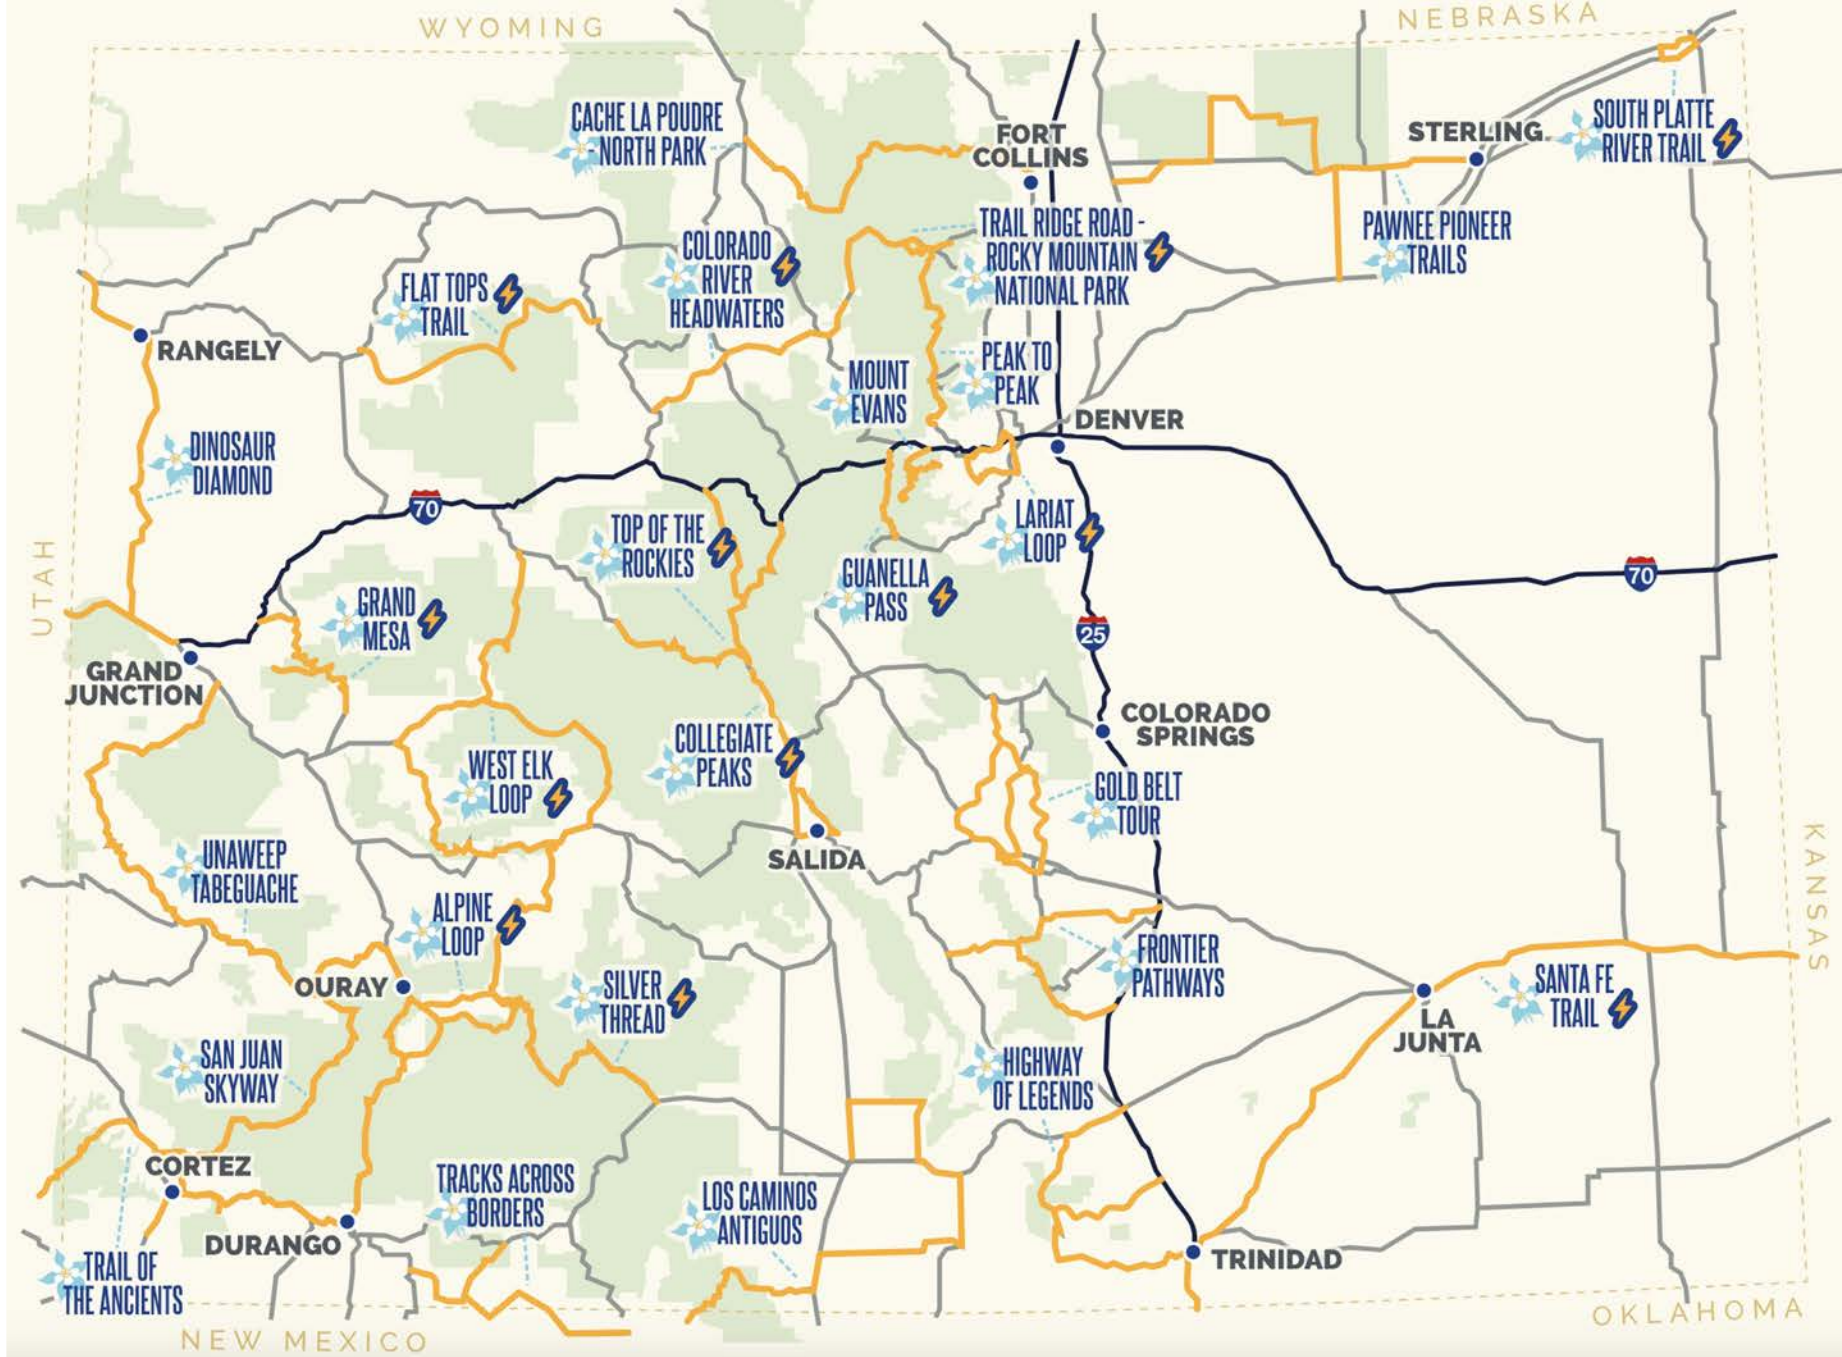 WYOMING
NEBRASKA
CACHE LA POUDRE
- NORTH PARK
FORT
COLLINS
STERLING
SOUTH PLATTE
RIVER TRAIL
TRAIL RIDGE ROAD -
ROCKY MOUNTAIN
NATIONAL PARK
PAWNEE PIONEER
TRAILS
COLORADO
RIVER
HEADWATERS
FLAT TOPS
TRAIL
RANGELY
PEAK TO
PEAK
MOUNT
EVANS
DENVER
DINOSAUR
DIAMOND
70
TOP OF THE
ROCKIES
LARIAT
LOOP
UTAH
GUANELLA
PASS
70
GRAND
MESA
25
GRAND
JUNCTION
COLORADO
SPRINGS
COLLEGIATE
PEAKS
WEST ELK
LOOP
GOLD BELT
TOUR
UNAWEEP
TABEGUACHE
SALIDA
KANSAS
ALPINE
LOOP
FRONTIER
PATHWAYS
OURAY
SILVER
THREAD
SANTA FE
TRAIL
LA
JUNTA
SAN JUAN
SKYWAY
HIGHWAY
OF LEGENDS
CORTEZ
TRACKS ACROSS
BORDERS
LOS CAMINOS
ANTIGUOS
DURANGO
TRINIDAD
TRAIL OF
THE ANCIENTS
NEW MEXICO
OKLAHOMA